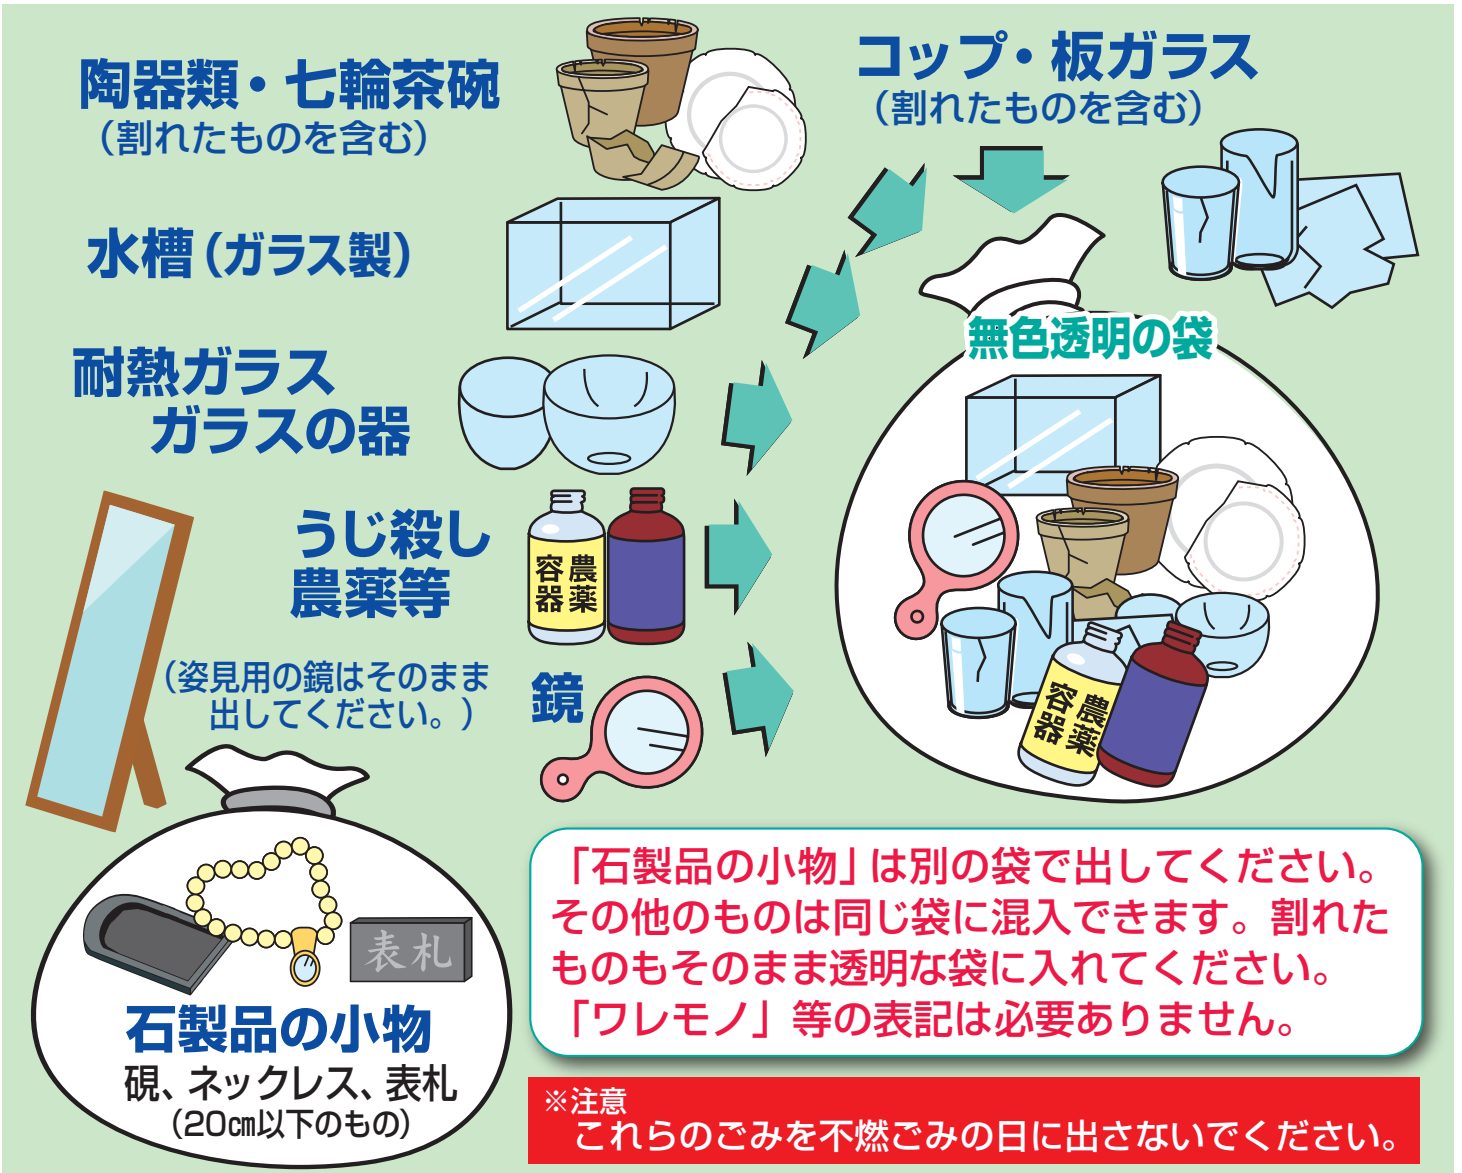 陶器類・七輪茶碗
（割れたものを含む）
コップ・板ガラス
（割れたものを含む）
水槽（ガラス製）
無色透明の袋
耐熱ガラス
ガラスの器
うじ殺し
農薬等
農薬
容器
（姿見用の鏡はそのまま
出してください。）
鏡
農薬
容器
表札
石製品の小物
硯、ネックレス、表札
（20㎝以下のもの）
「石製品の小物」は別の袋で出してください。
その他のものは同じ袋に混入できます。割れた
ものもそのまま透明な袋に入れてください。
「ワレモノ」等の表記は必要ありません。
※注意
これらのごみを不燃ごみの日に出さないでください。